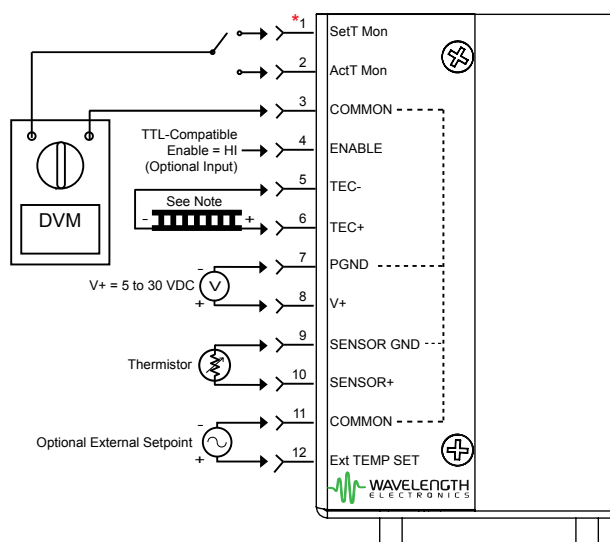 *1 SetT Mon
2 ActT Mon
3 COMMON
TTL-Compatible
Enable = HI
(Optional Input)
4 ENABLE
5 TEC-
See Note
- +
6 TEC+
DVM
7 PGND
-
V+ = 5 to 30 VDC
V
+
8 V+
9 SENSOR GND
Thermistor
10 SENSOR+
11 COMMON
-
Optional External Setpoint
+
12 Ext TEMP SET
WAVELENGTH
ELECTRONICS